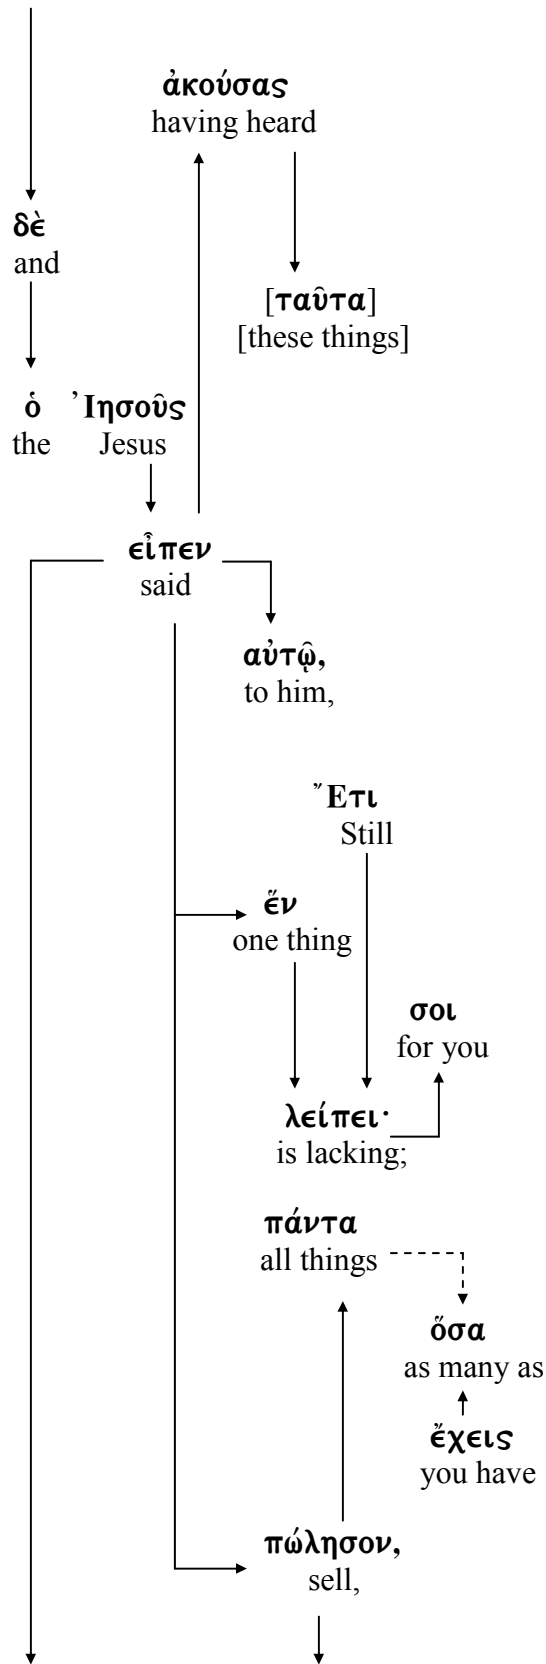 ἀκούσας
having heard
δὲ
and
[ταῦτα]
[these things]
ὁ Ἰησοῦς
the Jesus
εἶπεν
said
αὐτῷ,
to him,
Ἔτι
Still
ἕν
one thing
σοι
for you
λείπει·
is lacking;
πάντα
all things
ὅσα
as many as
ἔχεις
you have
πώλησον,
sell,